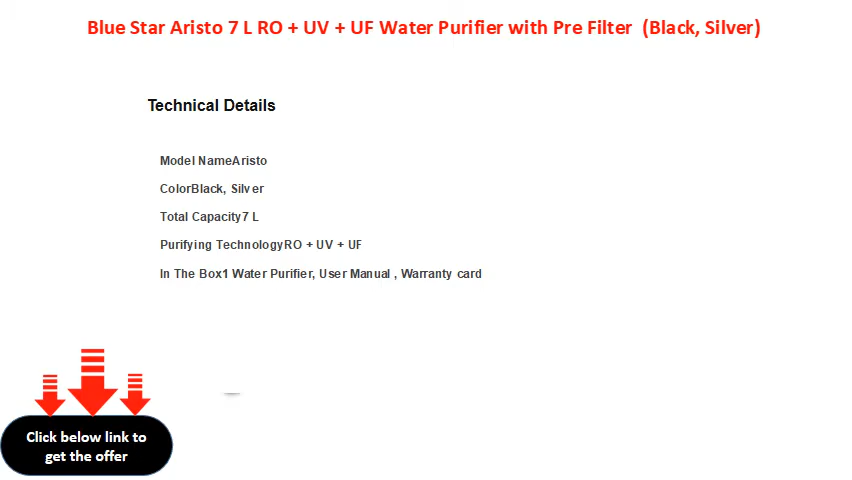 Blue Star Aristo 7 L RO + UV + UF Water Purifier with Pre Filter (Black, Silver)
Technical Details
Model NameAristo
ColorBlack, Silver
Total Capacity7 L
Purifying TechnologyRO + UV + UF
In The Box1 Water Purifier, User Manual , Warranty card
Click below link to
get the offer